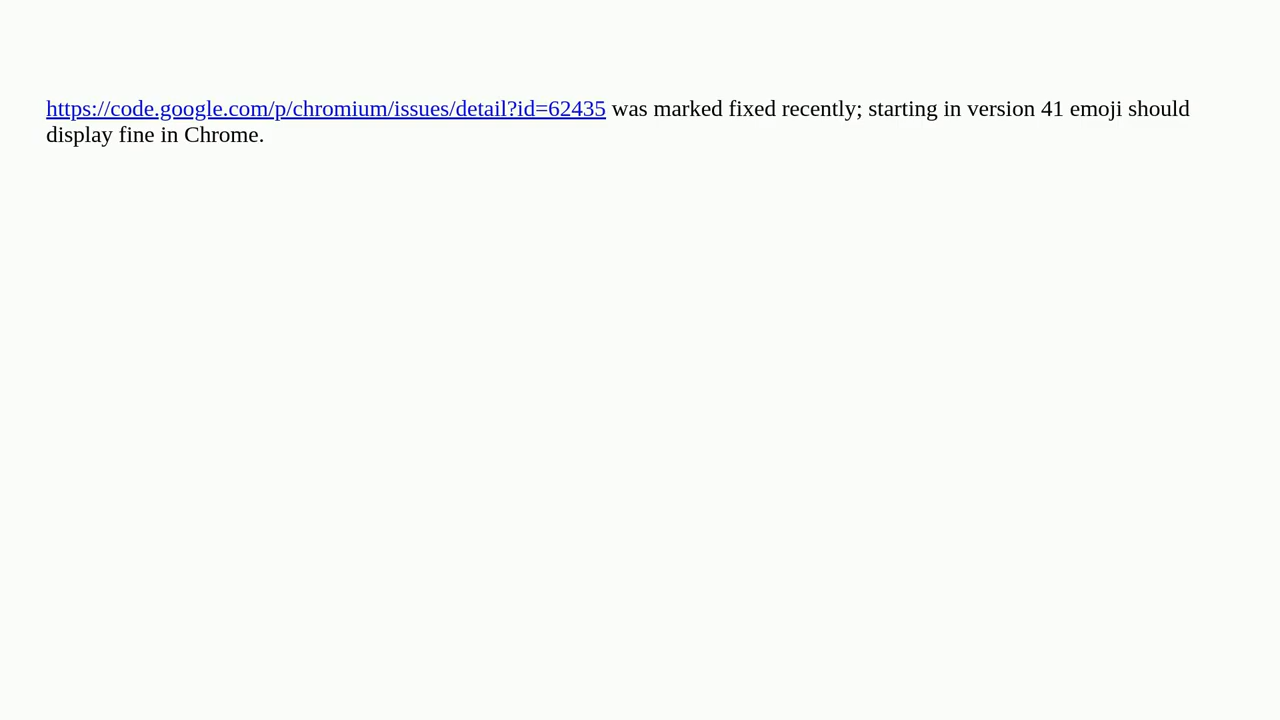 https://code.google.com/p/chromium/issues/detail?id=62435 was marked fixed recently; starting in version 41 emoji should
display fine in Chrome.